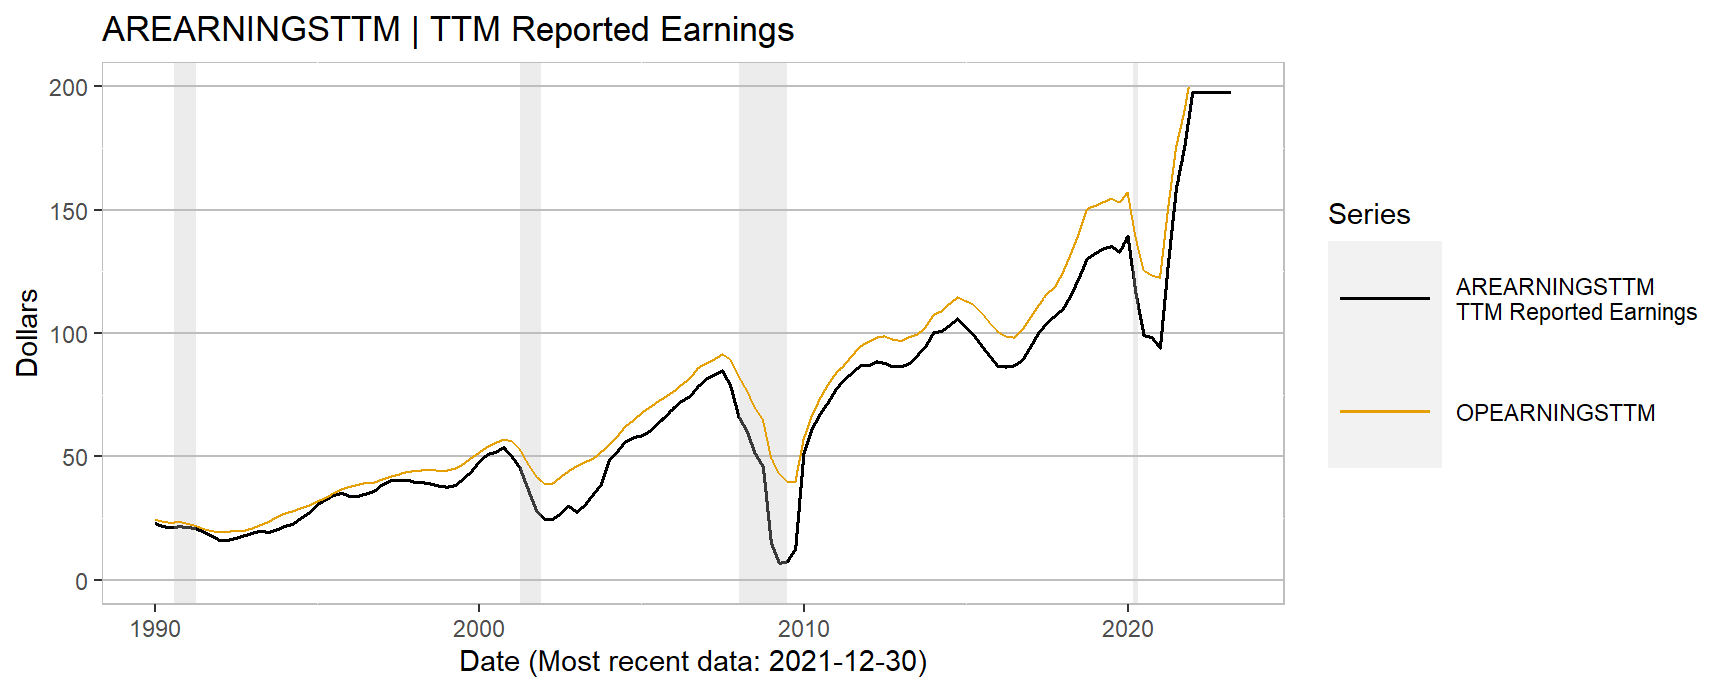 AREARNINGSTTM | TTM Reported Earnings
200
150
100
50
0
Dollars
1990
2000
2010
2020
Date (Most recent data: 2021-12-30)
Series
AREARNINGSTTM
TTM Reported Earnings
OPEARNINGSTTM